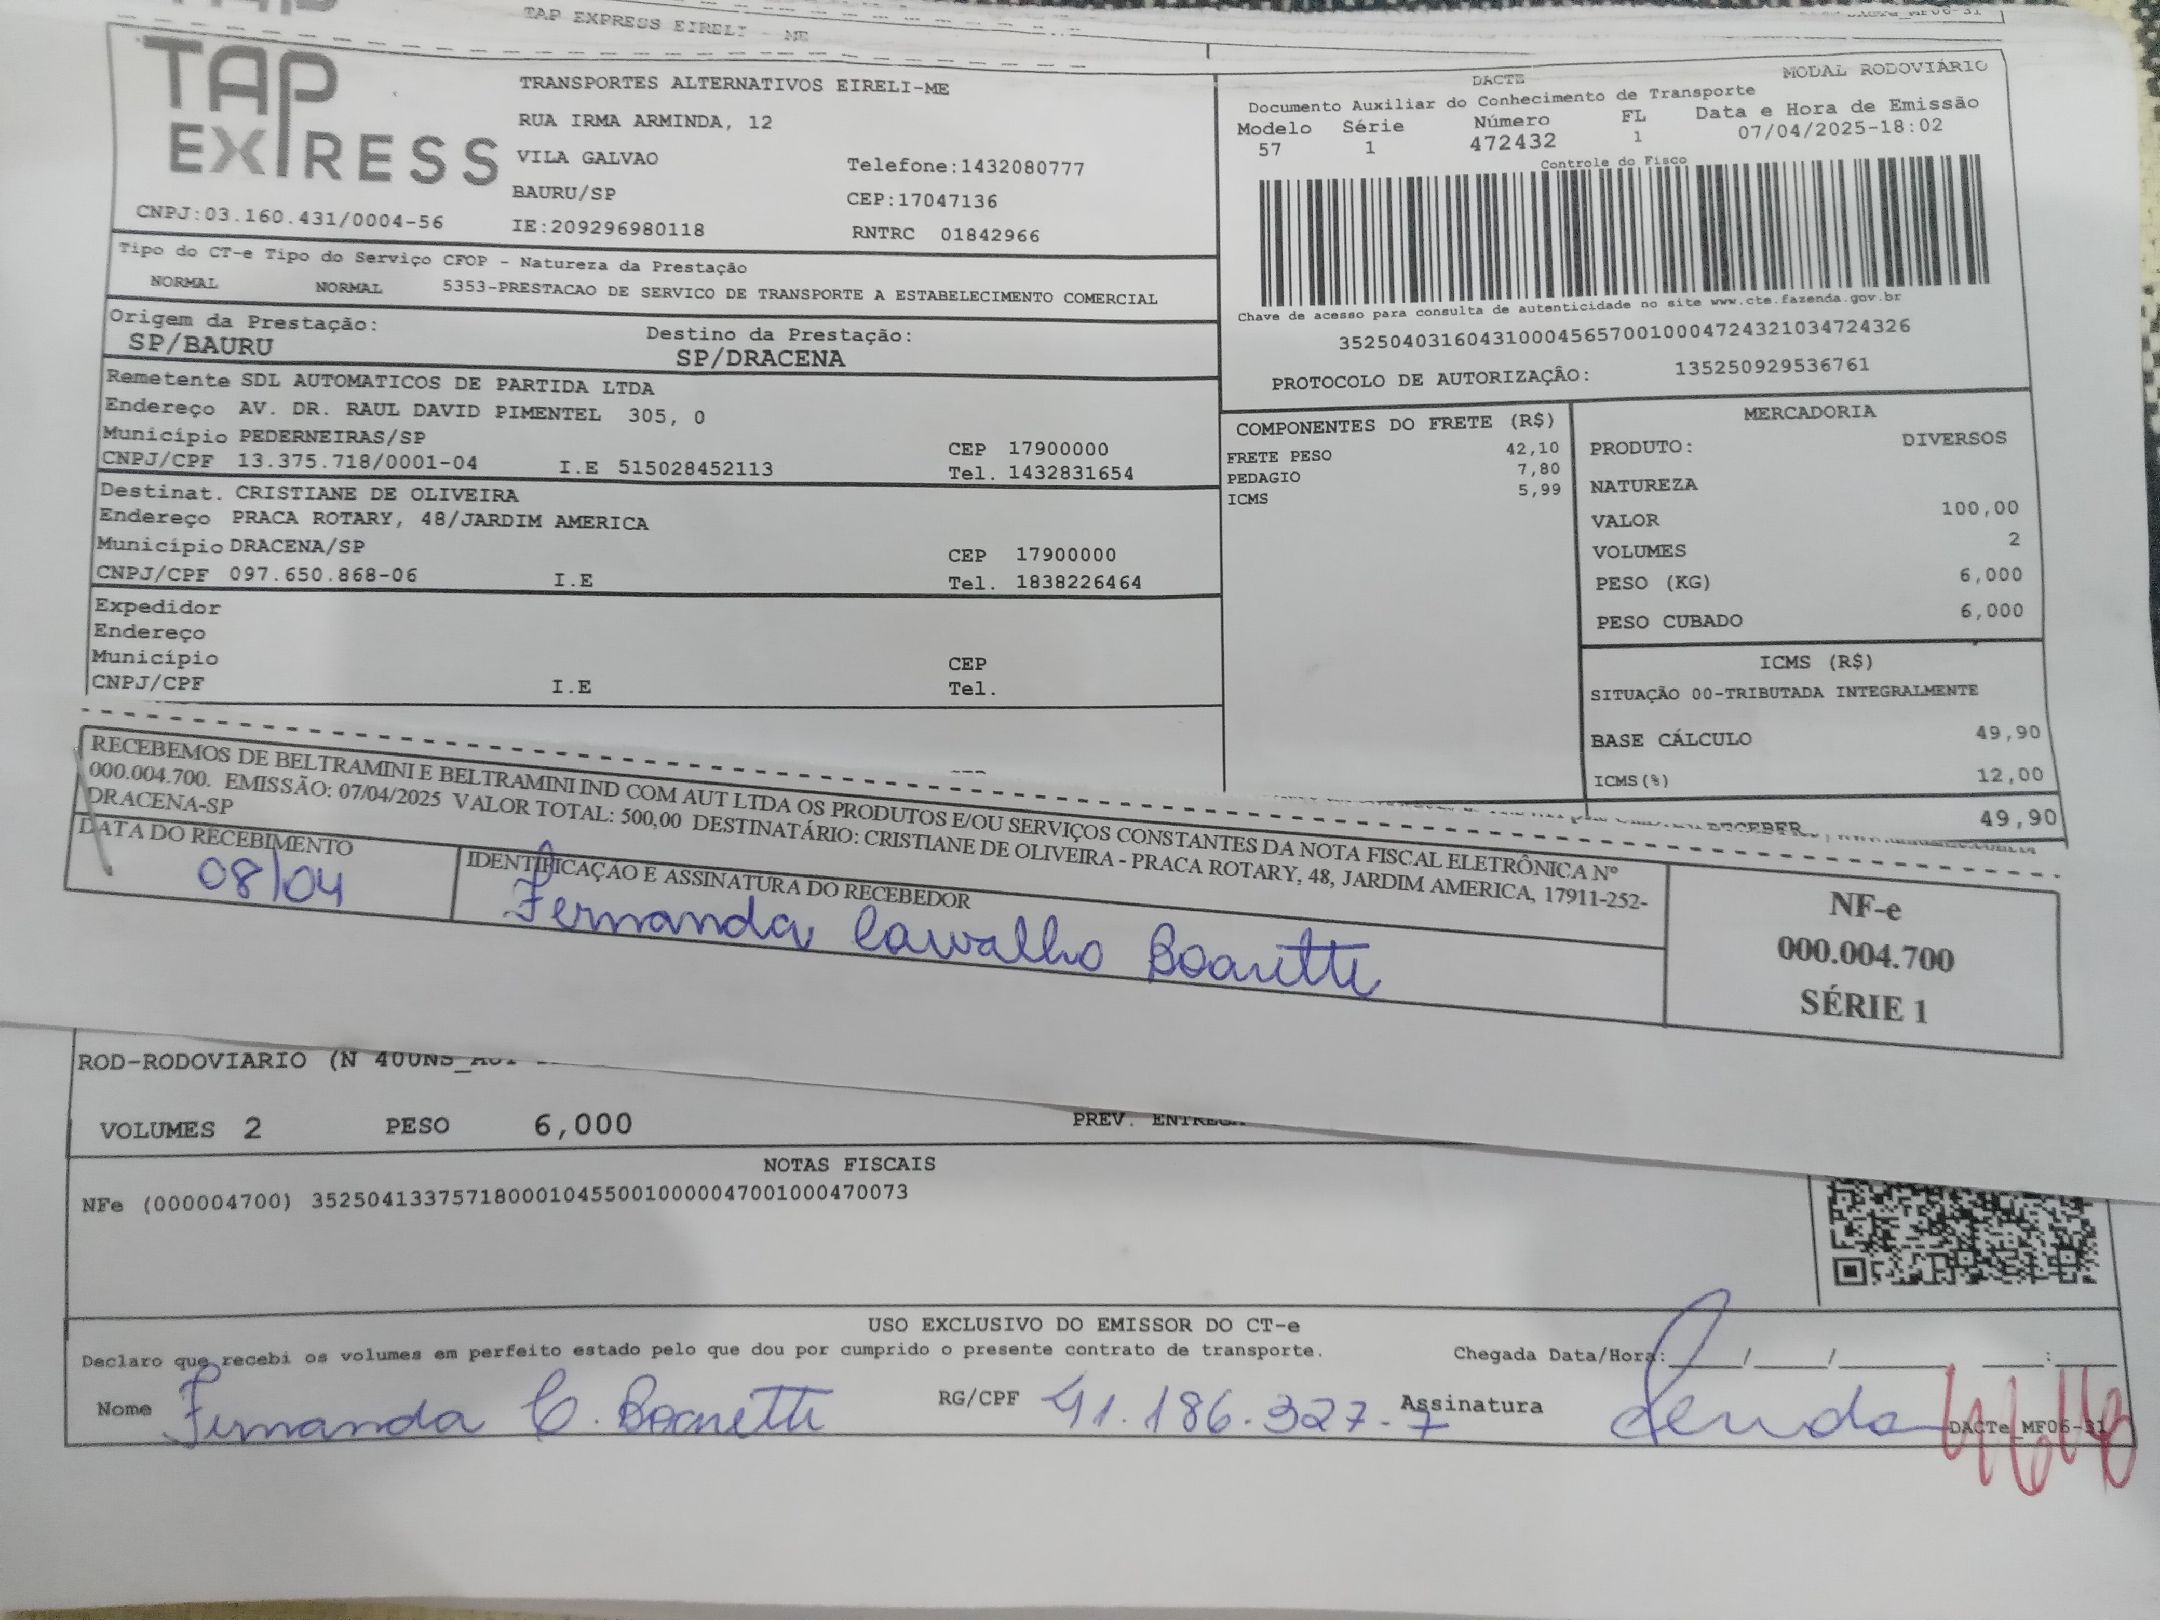 TAP EXPRESS EIRELI - ME
TAP EXPRESS
TRANSPORTES ALTERNATIVOS EIRELI-ME
RUA IRMA ARMINDA, 12
VILA GALVAO Telefone:1432080777
BAURU/SP CEP:17047136
CNPJ:03.160.431/0004-56 IE:209296980118 RNTRC 01842966
DACTE MODAL RODOVIÁRIO
Documento Auxiliar do Conhecimento de Transporte
Modelo Série Número FL Data e Hora de Emissão
57 1 472432 1 07/04/2025-18:02
Controle do Fisco
Chave de acesso para consulta de autenticidade no site www.cte.fazenda.gov.br
35250403160431000456570010004724321034724326
PROTOCOLO DE AUTORIZAÇÃO: 135250929536761
Tipo do CT-e Tipo do Serviço CFOP - Natureza da Prestação
NORMAL NORMAL 5353-PRESTACAO DE SERVICO DE TRANSPORTE A ESTABELECIMENTO COMERCIAL
Origem da Prestação: Destino da Prestação:
SP/BAURU SP/DRACENA
Remetente SDL AUTOMATICOS DE PARTIDA LTDA
Endereço AV. DR. RAUL DAVID PIMENTEL 305, 0
Município PEDERNEIRAS/SP CEP 17900000
CNPJ/CPF 13.375.718/0001-04 I.E 515028452113 Tel. 1432831654
Destinat. CRISTIANE DE OLIVEIRA
Endereço PRACA ROTARY, 48/JARDIM AMERICA
Município DRACENA/SP CEP 17900000
CNPJ/CPF 097.650.868-06 I.E Tel. 1838226464
Expedidor
Endereço
Município CEP
CNPJ/CPF I.E Tel.
COMPONENTES DO FRETE (R$)
FRETE PESO 42,10
PEDAGIO 7,80
ICMS 5,99
MERCADORIA
PRODUTO: DIVERSOS
NATUREZA
VALOR 100,00
VOLUMES 2
PESO (KG) 6,000
PESO CUBADO 6,000
ICMS (R$)
SITUAÇÃO 00-TRIBUTADA INTEGRALMENTE
BASE CÁLCULO 49,90
ICMS(%) 12,00
49,90
RECEBEMOS DE BELTRAMINI E BELTRAMINI IND COM AUT LTDA OS PRODUTOS E/OU SERVIÇOS CONSTANTES DA NOTA FISCAL ELETRÔNICA Nº
000.004.700. EMISSÃO: 07/04/2025 VALOR TOTAL: 500,00 DESTINATÁRIO: CRISTIANE DE OLIVEIRA - PRACA ROTARY, 48, JARDIM AMERICA, 17911-252-
DRACENA-SP
DATA DO RECEBIMENTO IDENTIFICAÇÃO E ASSINATURA DO RECEBEDOR
08/04 Fernanda Carvalho Boaretti
NF-e
000.004.700
SÉRIE 1
ROD-RODOVIARIO (N 400NS_AUT
VOLUMES 2 PESO 6,000 PREV. ENTREGA
NOTAS FISCAIS
NFe (000004700) 35250413375718000104550010000047001000470073
USO EXCLUSIVO DO EMISSOR DO CT-e
Declaro que recebi os volumes em perfeito estado pelo que dou por cumprido o presente contrato de transporte. Chegada Data/Hora:____/____/______ ___:___
Nome Fernanda C. Boaretti RG/CPF 41.186.327-7 Assinatura
DACTe_MF06-31